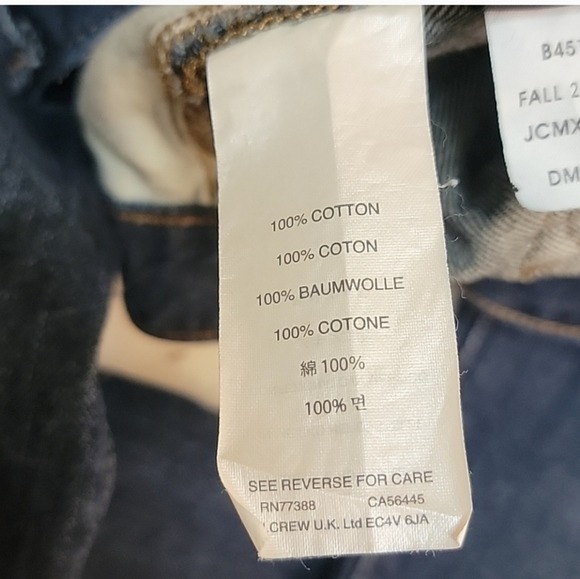 100% COTTON
100% COTON
100% BAUMWOLLE
100% COTONE
綿 100%
100% 면
SEE REVERSE FOR CARE
RN77388 CA56445
.CREW U.K. Ltd EC4V 6JA
B45
FALL 2
JCMX
DM